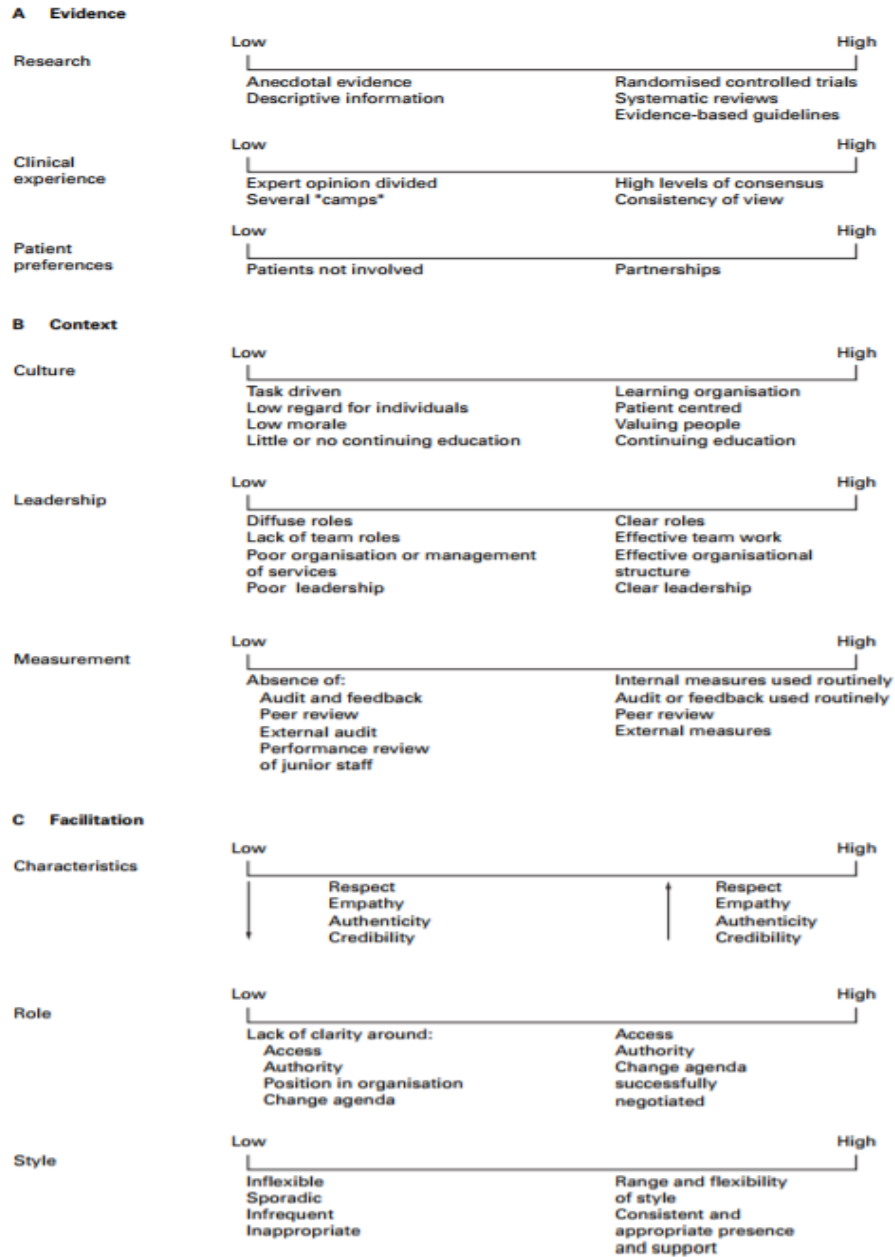 A Evidence
Low High
Research
Anecdotal evidence Randomised controlled trials
Descriptive information Systematic reviews
Evidence-based guidelines
Low High
Clinical
experience
Expert opinion divided High levels of consensus
Several "camps" Consistency of view
Low High
Patient
preferences
Patients not involved Partnerships
B Context
Low High
Culture
Task driven Learning organisation
Low regard for individuals Patient centred
Low morale Valuing people
Little or no continuing education Continuing education
Low High
Leadership
Diffuse roles Clear roles
Lack of team roles Effective team work
Poor organisation or management Effective organisational
of services structure
Poor leadership Clear leadership
Low High
Measurement
Absence of: Internal measures used routinely
Audit and feedback Audit or feedback used routinely
Peer review Peer review
External audit External measures
Performance review
of junior staff
C Facilitation
Low High
Characteristics
Respect Respect
Empathy Empathy
Authenticity Authenticity
Credibility Credibility
Low High
Role
Lack of clarity around: Access
Access Authority
Authority Change agenda
Position in organisation successfully
Change agenda negotiated
Low High
Style
Inflexible Range and flexibility
Sporadic of style
Infrequent Consistent and
Inappropriate appropriate presence
and support